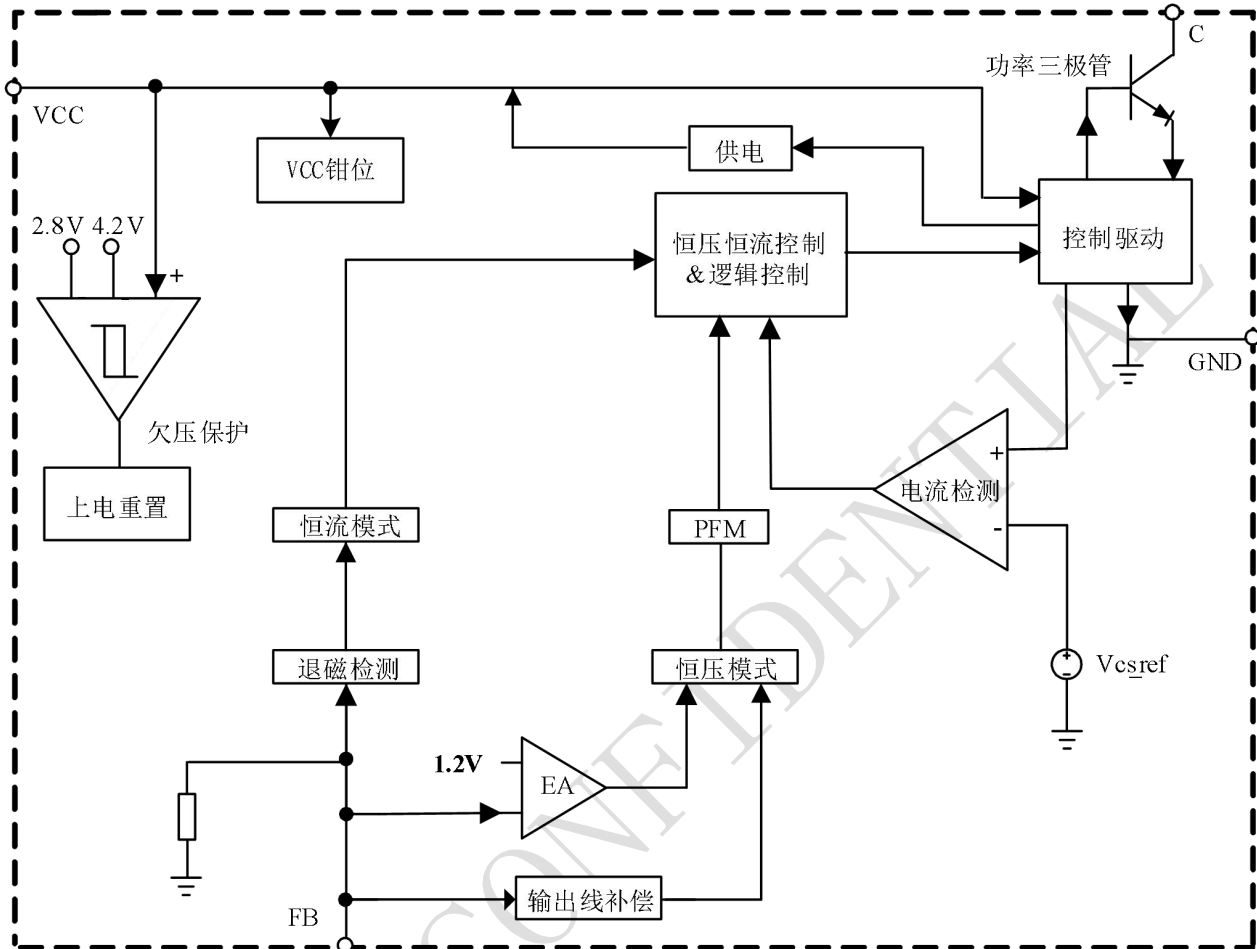 C
功率三极管
VCC
供电
VCC钳位
2.8V 4.2V
恒压恒流控制
&逻辑控制
控制驱动
+
GND
欠压保护
+
电流检测
-
上电重置
恒流模式
PFM
退磁检测
恒压模式
+
-
Vcs_ref
1.2V
EA
输出线补偿
FB
CONFIDENTIAL